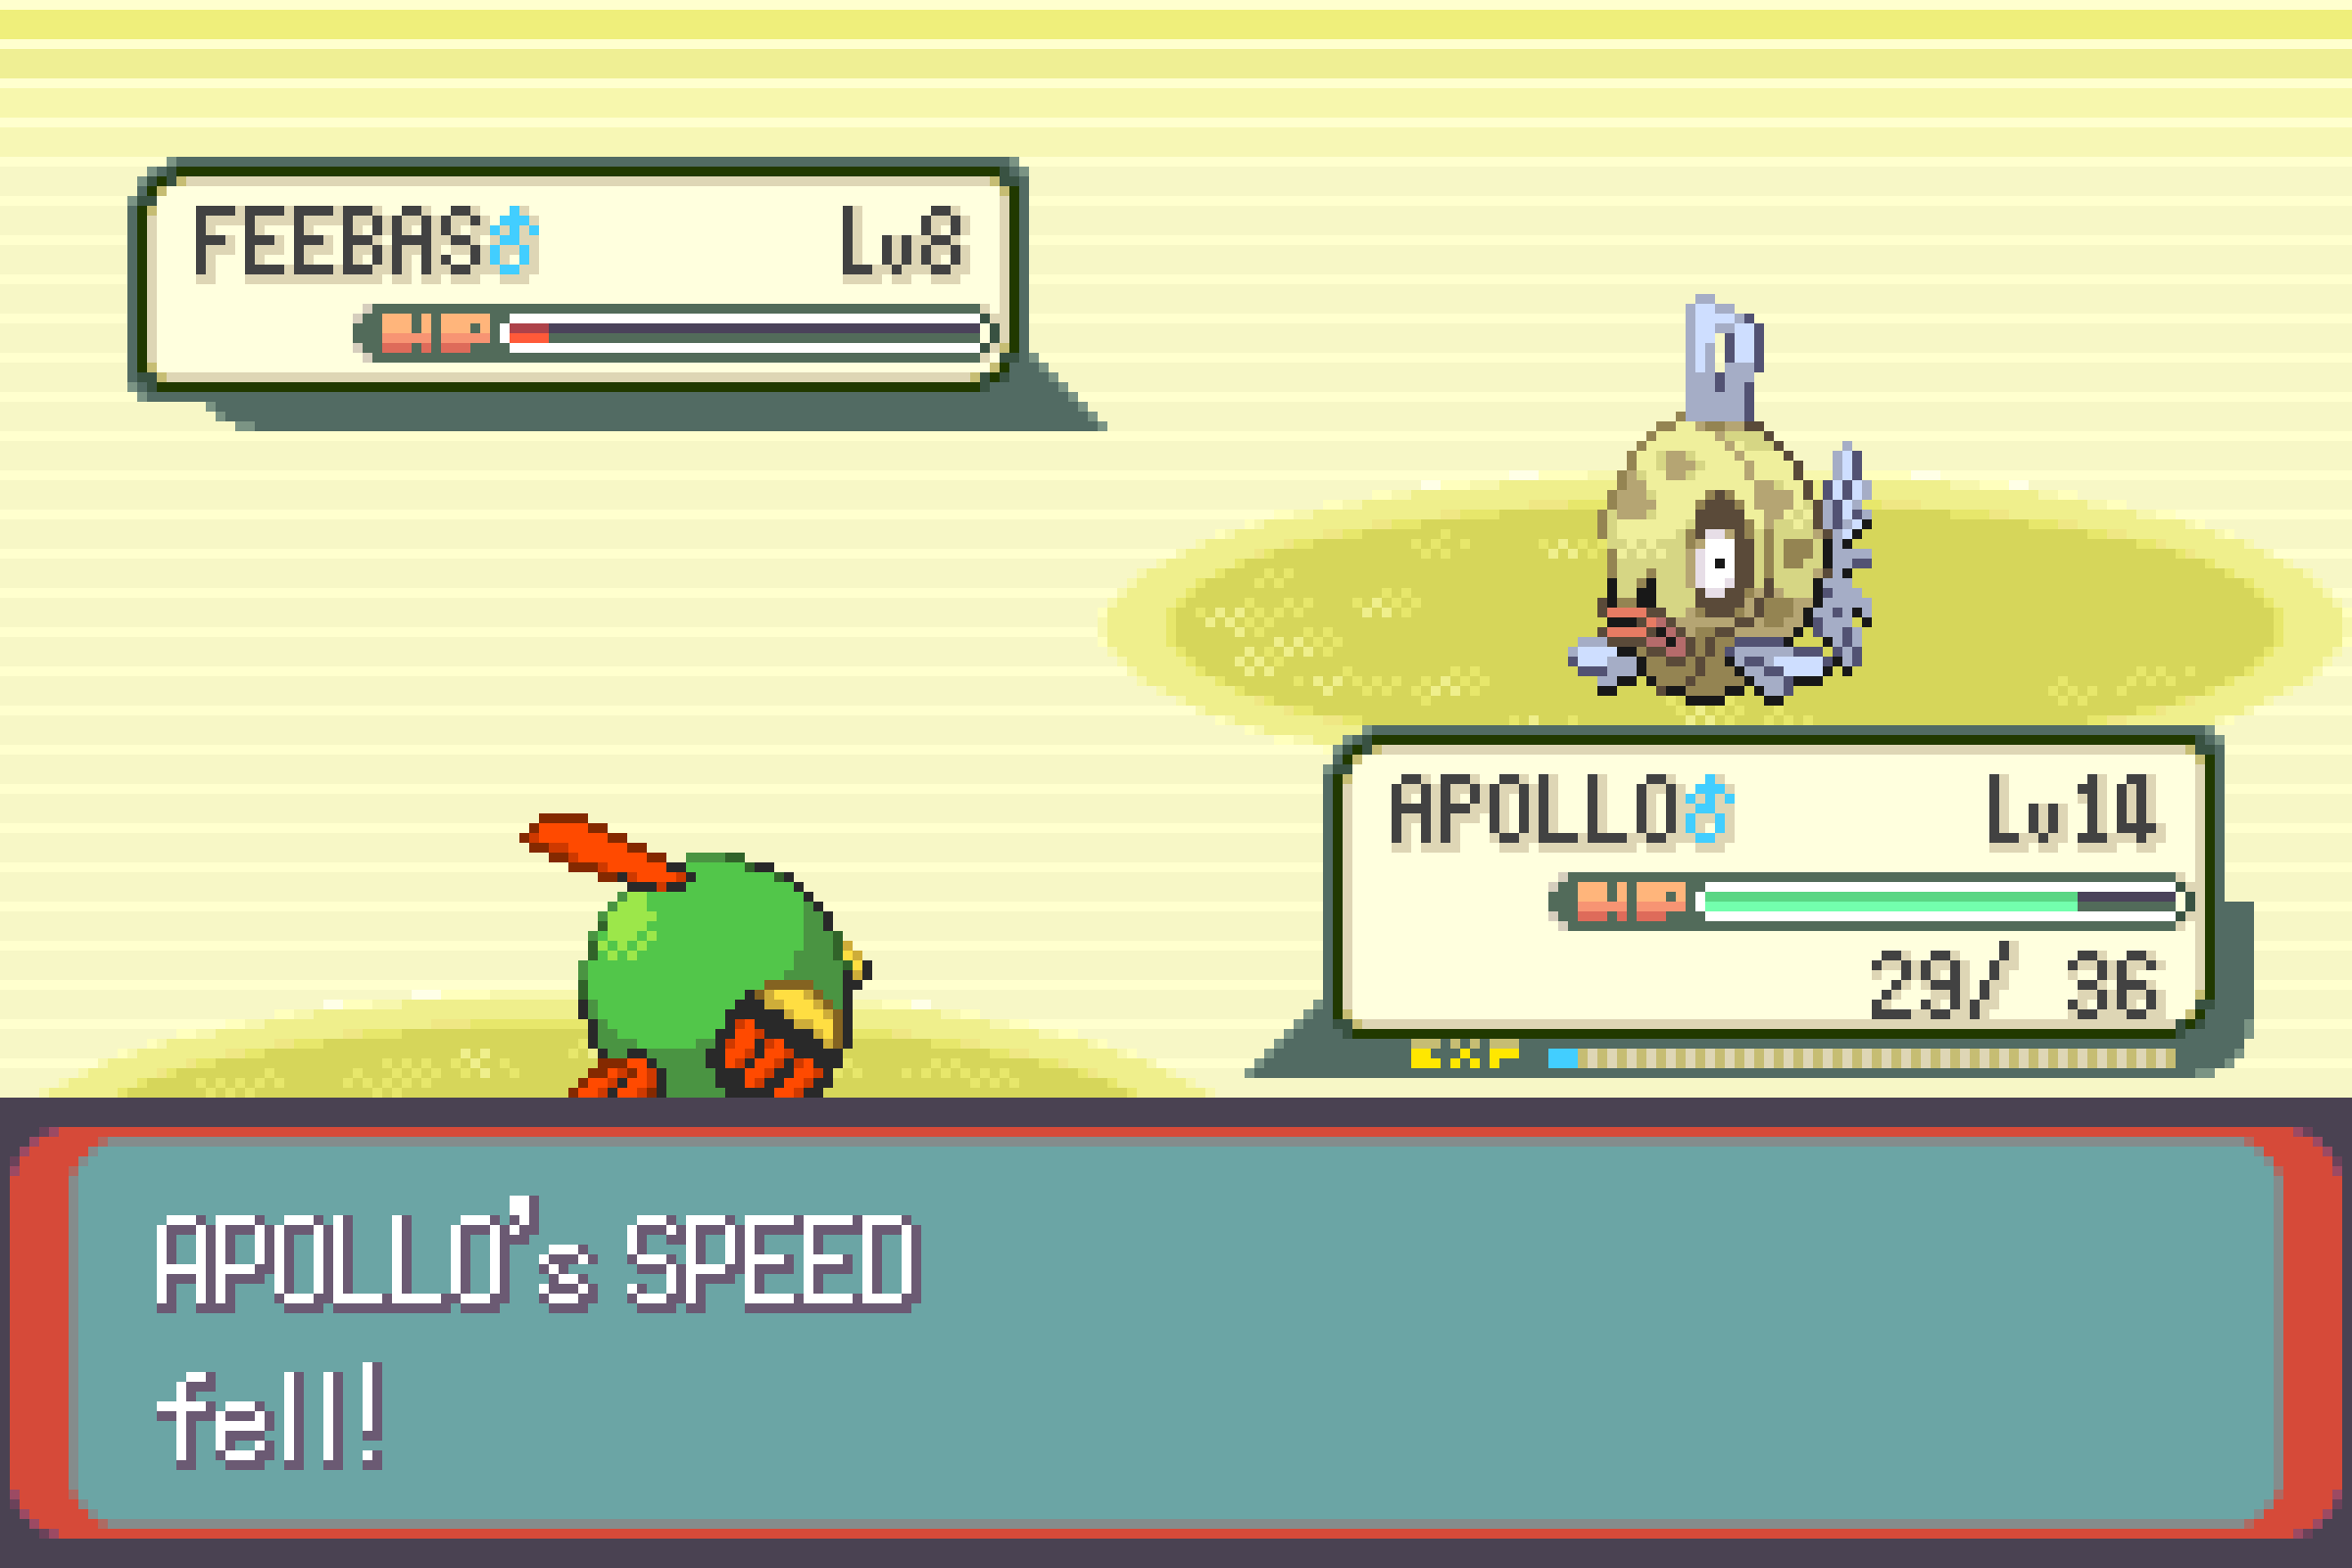 FEEBAS♂ Lv8
HP
APOLLO♂ Lv14
HP
29/ 36
EXP
APOLLO's SPEED
fell!